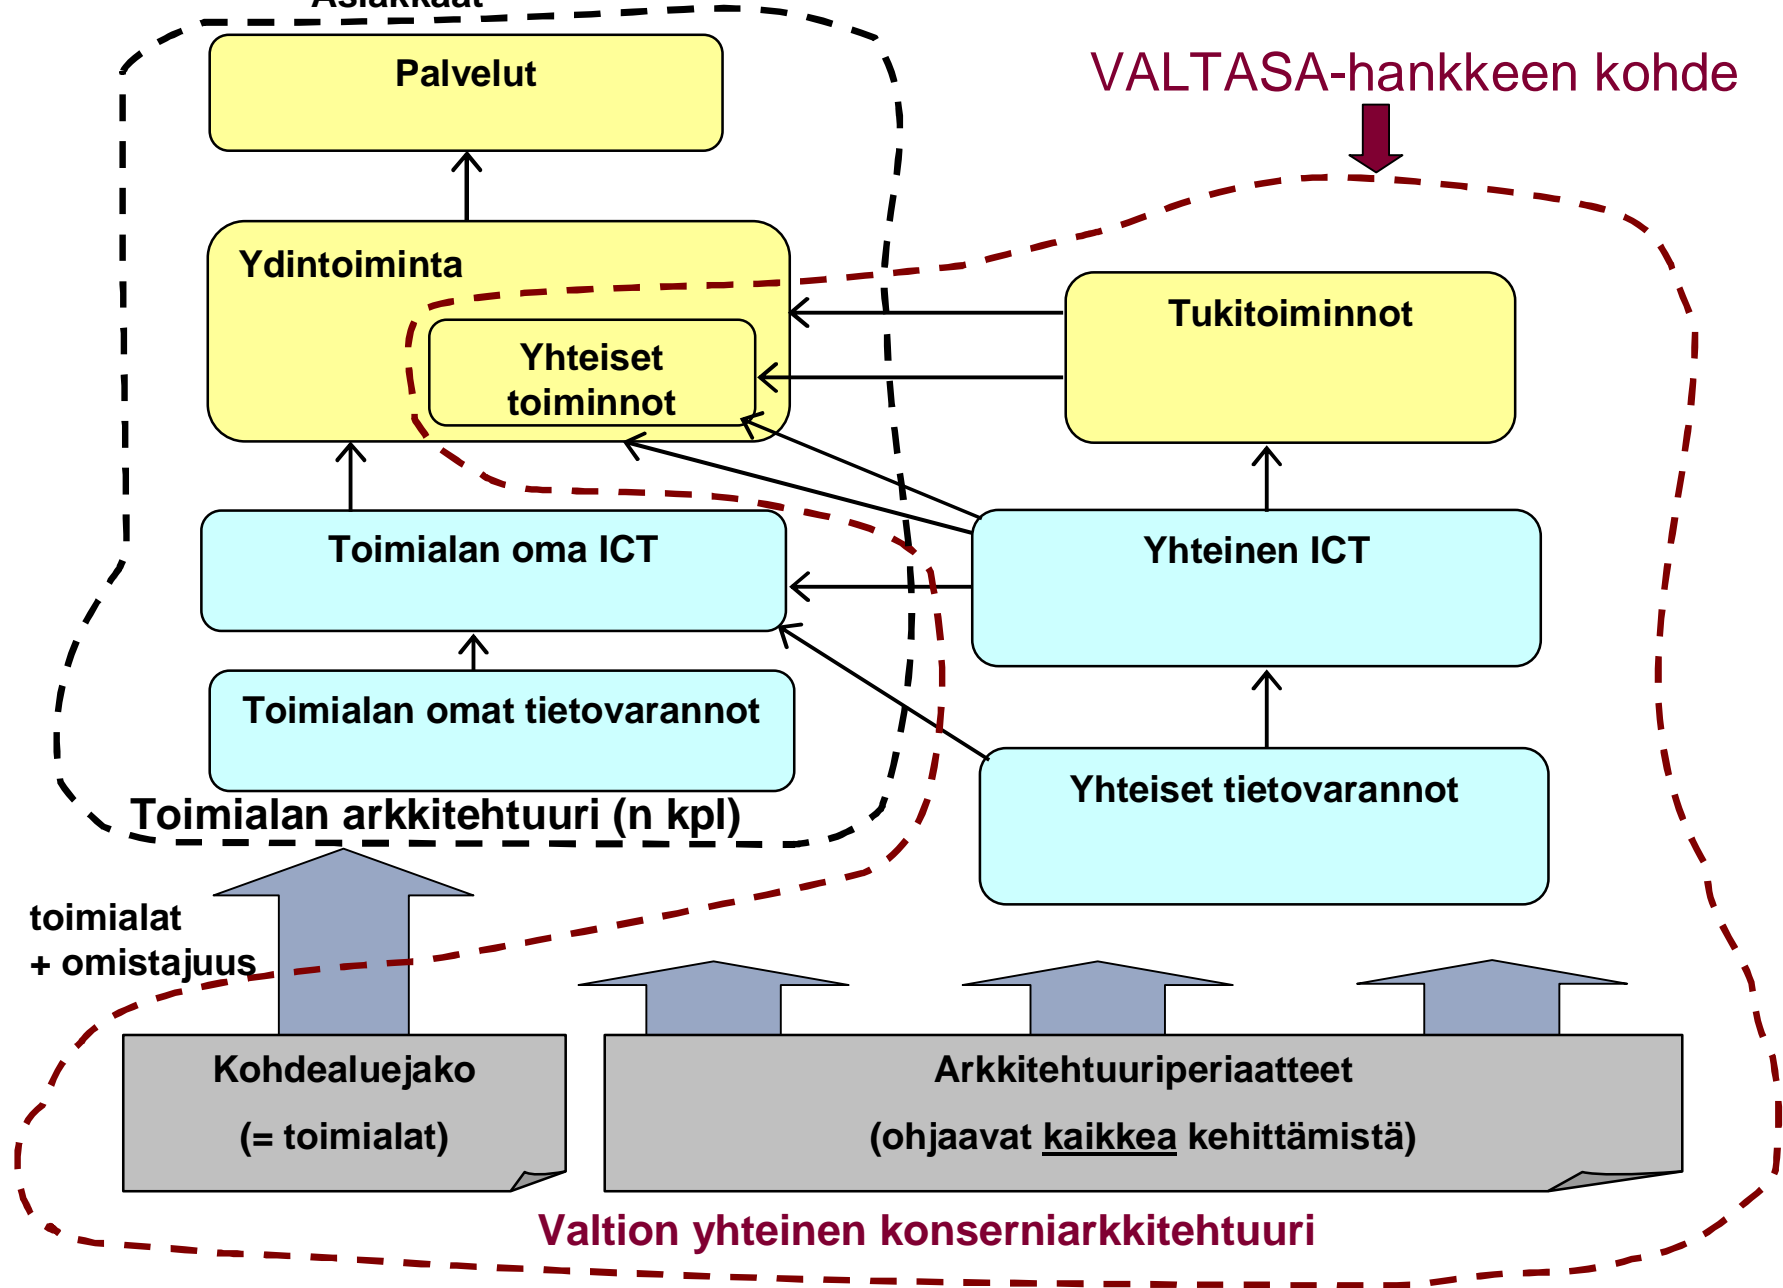 Asiakkaat
Palvelut
VALTASA-hankkeen kohde
Ydintoiminta
Yhteiset
toiminnot
Tukitoiminnot
Toimialan oma ICT
Yhteinen ICT
Toimialan omat tietovarannot
Yhteiset tietovarannot
Toimialan arkkitehtuuri (n kpl)
toimialat
+ omistajuus
Kohdealuejako
(= toimialat)
Arkkitehtuuriperiaatteet
(ohjaavat kaikkea kehittämistä)
Valtion yhteinen konserniarkkitehtuuri